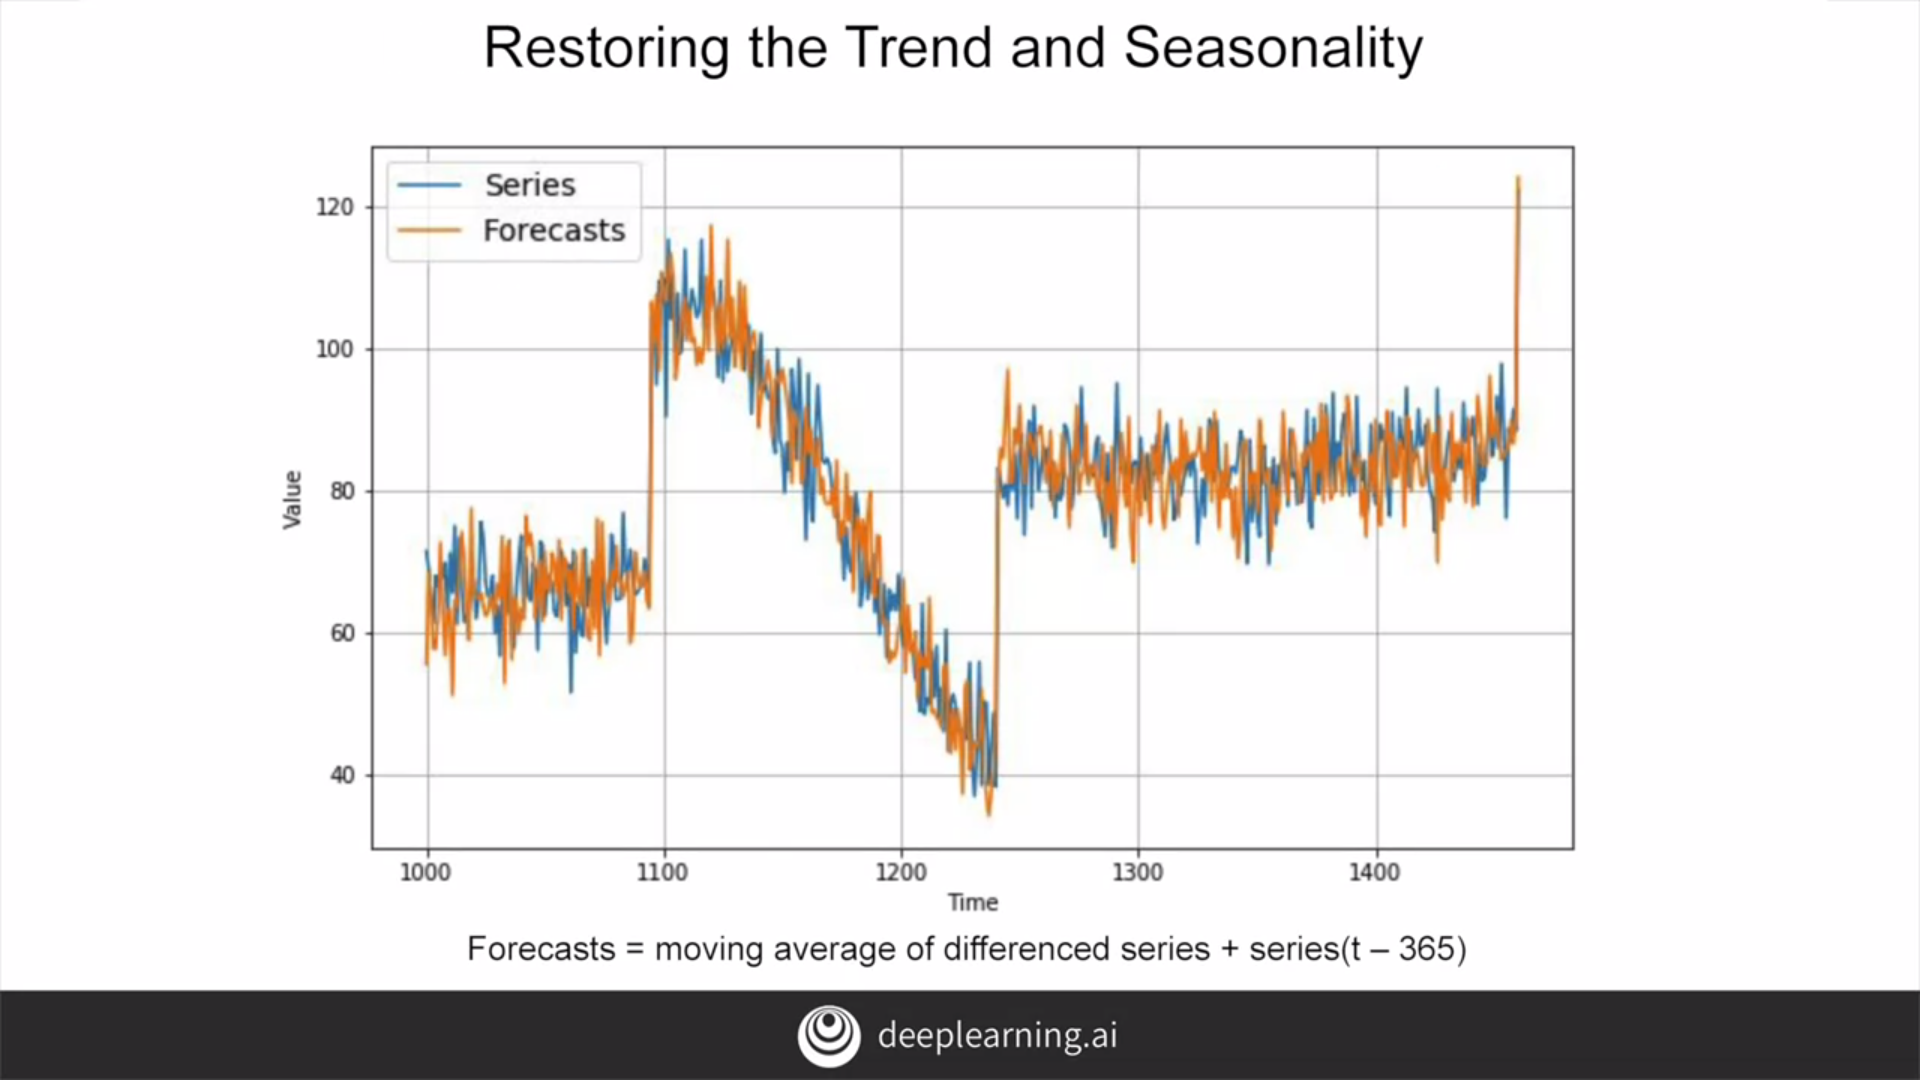 Restoring the Trend and Seasonality
Series
Forecasts
120
100
80
60
40
Value
1000 1100 1200 1300 1400
Time
Forecasts = moving average of differenced series + series(t – 365)
deeplearning.ai